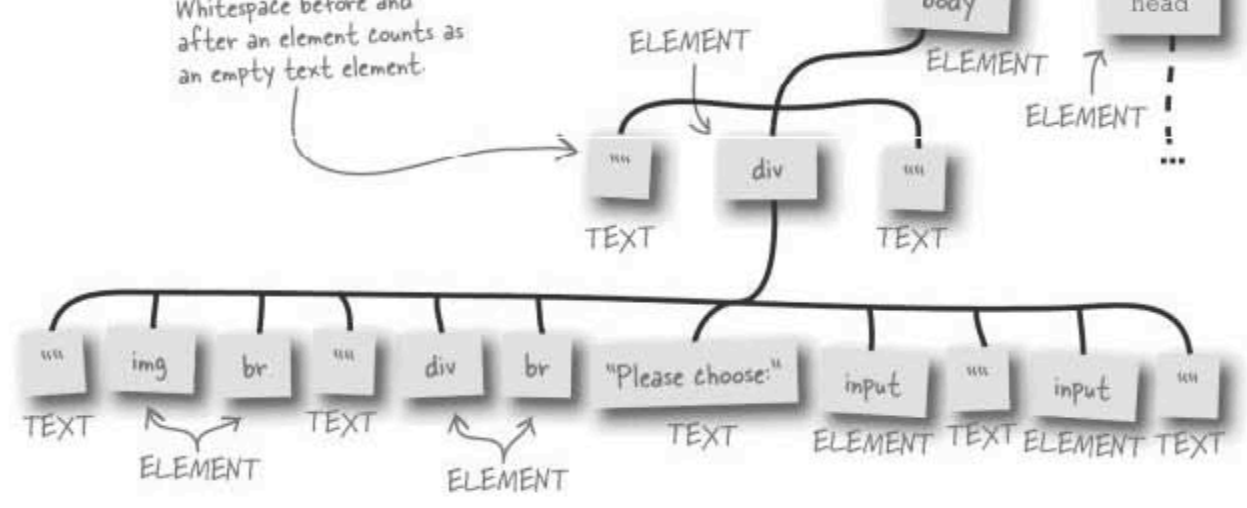 Whitespace before and
after an element counts as
an empty text element.
body
head
ELEMENT
ELEMENT
ELEMENT
""
div
""
TEXT
TEXT
""
img
br
""
div
br
"Please choose:"
input
""
input
""
TEXT
ELEMENT
TEXT
ELEMENT
TEXT
ELEMENT
TEXT
ELEMENT
TEXT